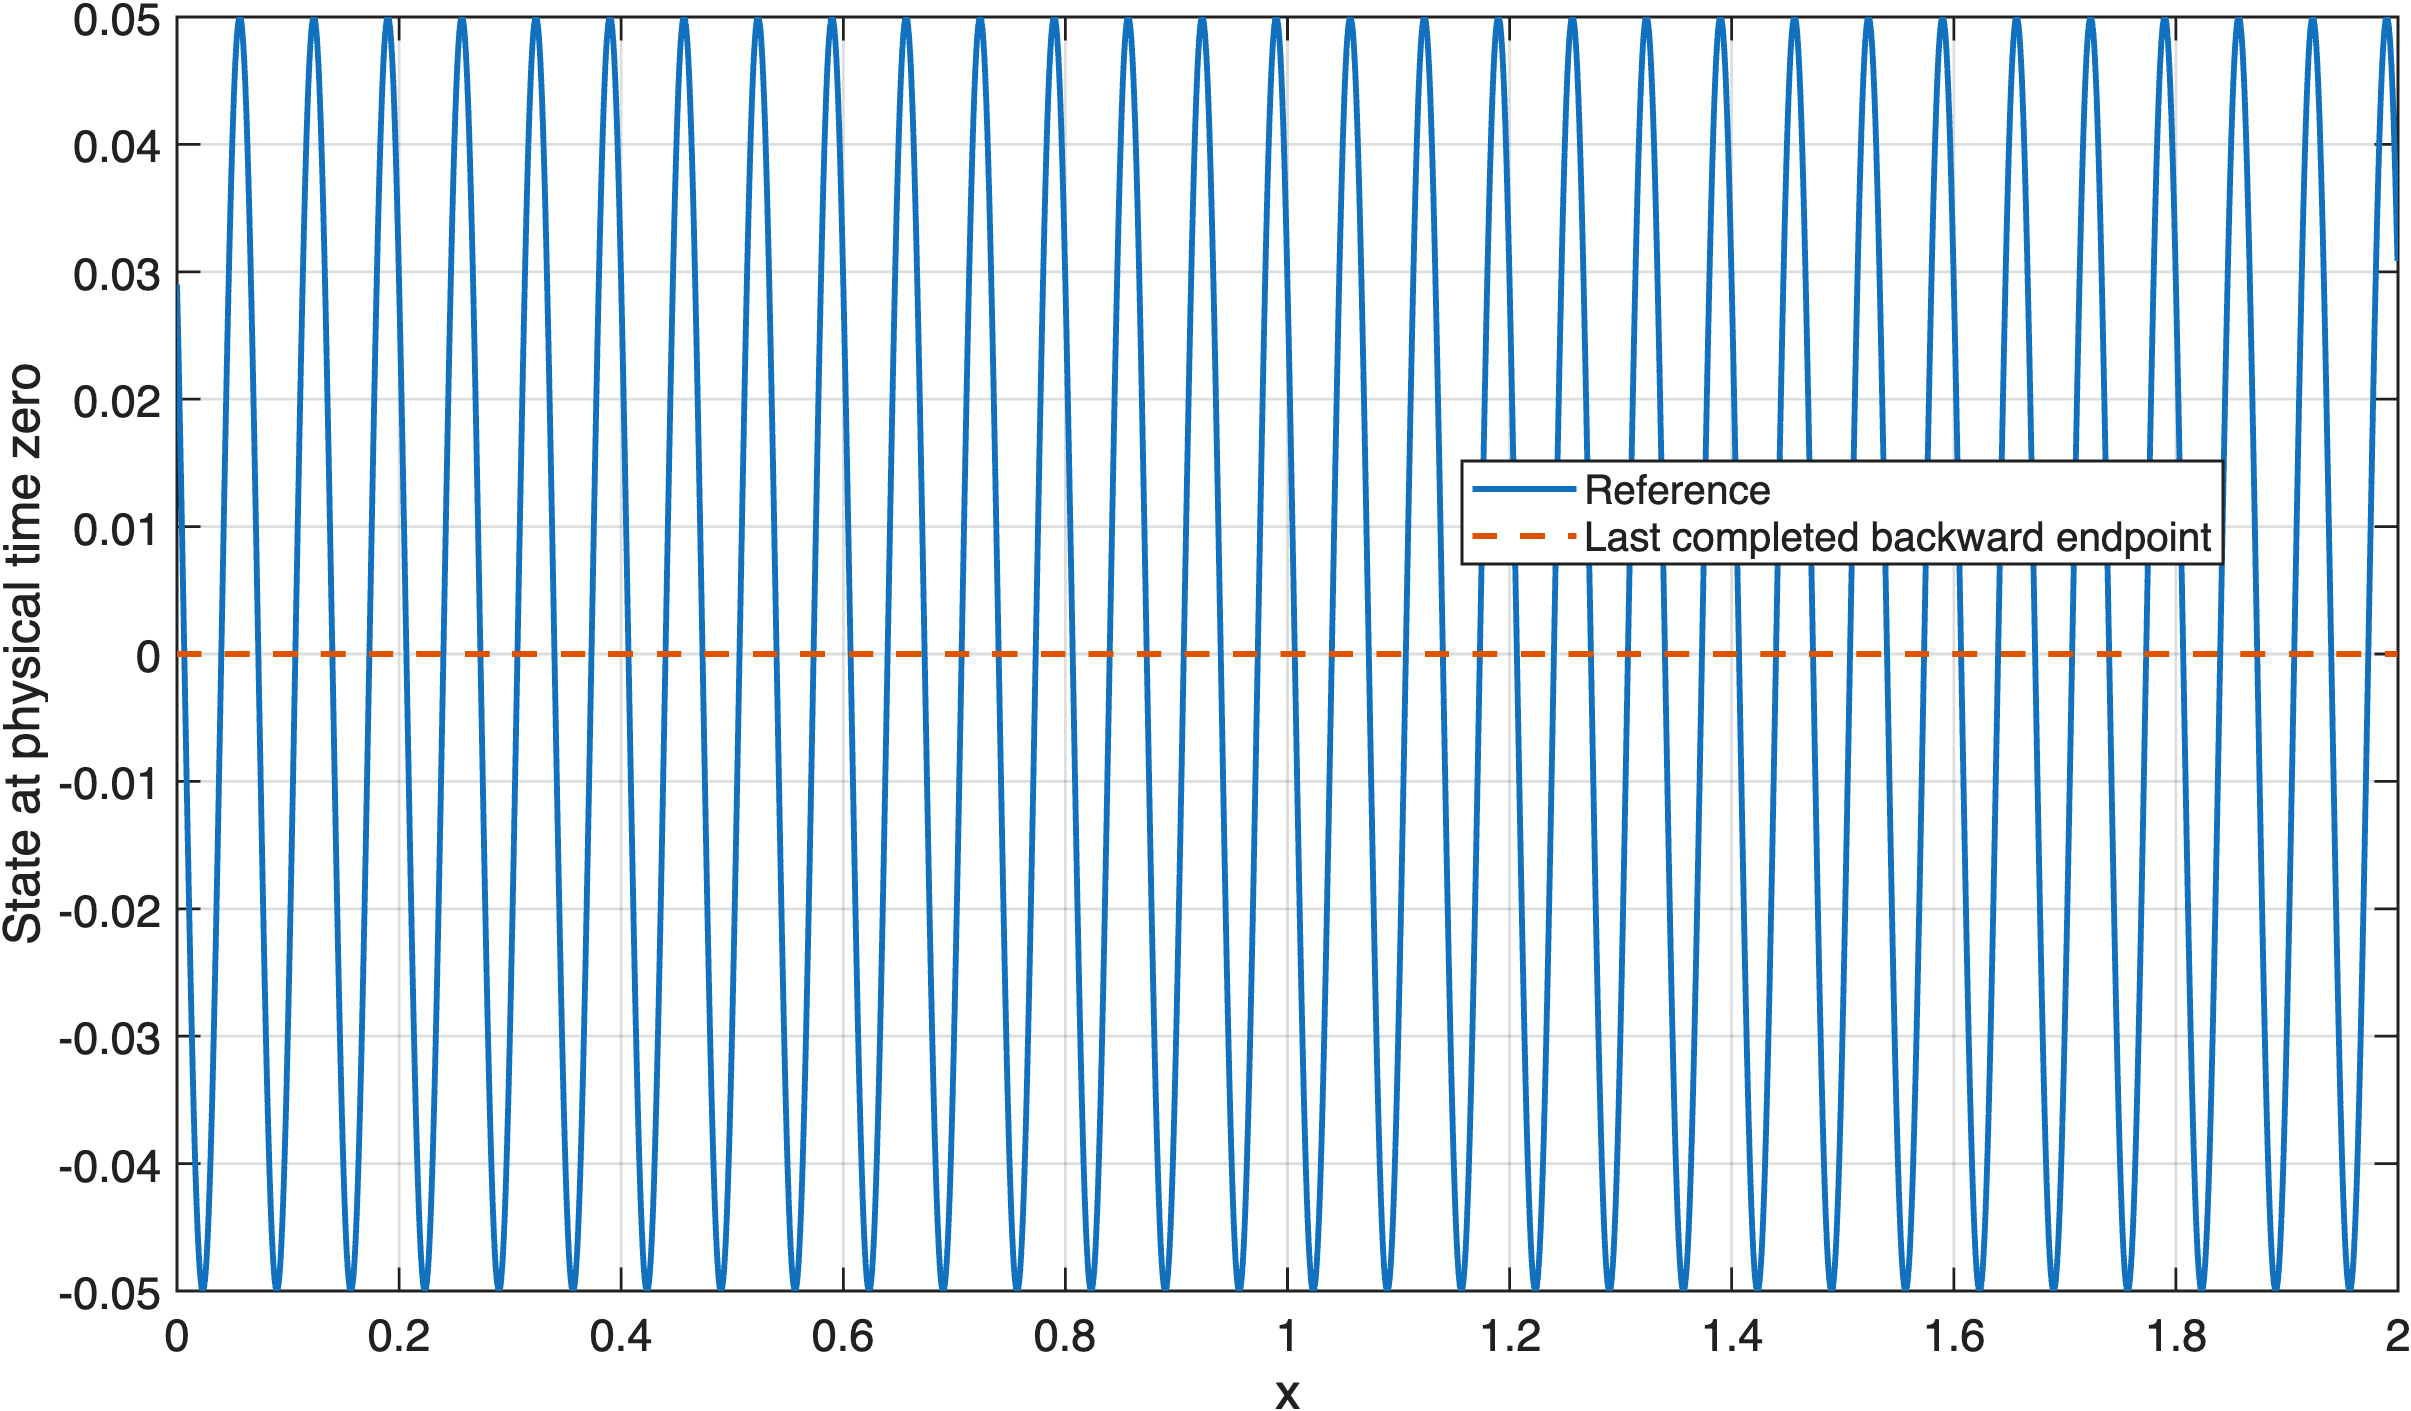 0.05
0.04
0.03
0.02
0.01
0
-0.01
-0.02
-0.03
-0.04
-0.05
State at physical time zero
Reference
Last completed backward endpoint
0 0.2 0.4 0.6 0.8 1 1.2 1.4 1.6 1.8 2
x